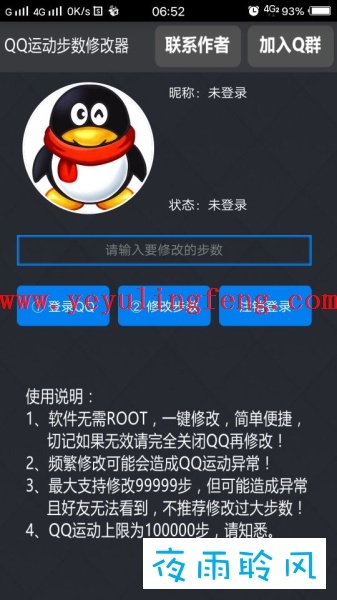 G 4G 0K/s 06:52 4G2 93%
QQ运动步数修改器 联系作者 加入Q群
昵称：未登录
状态：未登录
请输入要修改的步数
① 登录QQ ② 修改步数 注销登录
www.yeyulingfeng.com
使用说明：
1、软件无需ROOT，一键修改，简单便捷，
切记如果无效请完全关闭QQ再修改！
2、频繁修改可能会造成QQ运动异常！
3、最大支持修改99999步，但可能造成异常
且好友无法看到，不推荐修改过大步数！
4、QQ运动上限为100000步，请知悉。
夜雨聆风